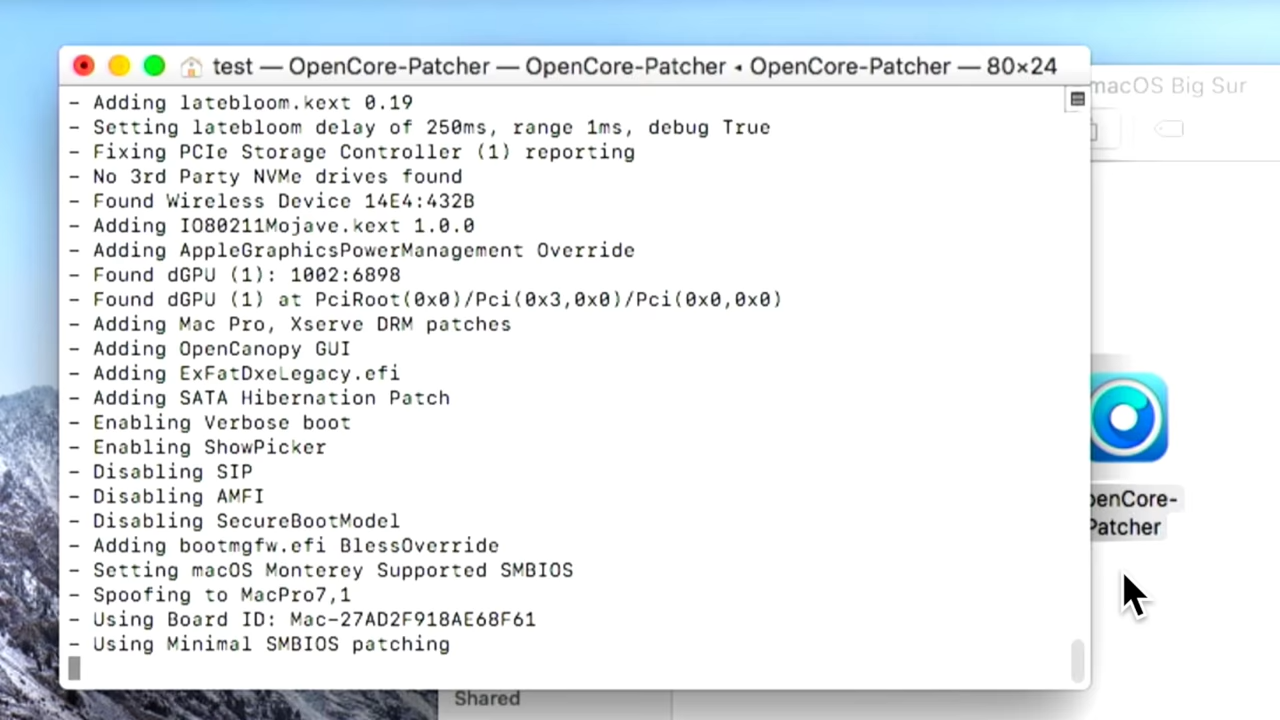 test — OpenCore-Patcher — OpenCore-Patcher ◂ OpenCore-Patcher — 80×24
- Adding latebloom.kext 0.19
- Setting latebloom delay of 250ms, range 1ms, debug True
- Fixing PCIe Storage Controller (1) reporting
- No 3rd Party NVMe drives found
- Found Wireless Device 14E4:432B
- Adding IO80211Mojave.kext 1.0.0
- Adding AppleGraphicsPowerManagement Override
- Found dGPU (1): 1002:6898
- Found dGPU (1) at PciRoot(0x0)/Pci(0x3,0x0)/Pci(0x0,0x0)
- Adding Mac Pro, Xserve DRM patches
- Adding OpenCanopy GUI
- Adding ExFatDxeLegacy.efi
- Adding SATA Hibernation Patch
- Enabling Verbose boot
- Enabling ShowPicker
- Disabling SIP
- Disabling AMFI
- Disabling SecureBootModel
- Adding bootmgfw.efi BlessOverride
- Setting macOS Monterey Supported SMBIOS
- Spoofing to MacPro7,1
- Using Board ID: Mac-27AD2F918AE68F61
- Using Minimal SMBIOS patching
macOS Big Sur
penCore-
Patcher
Shared